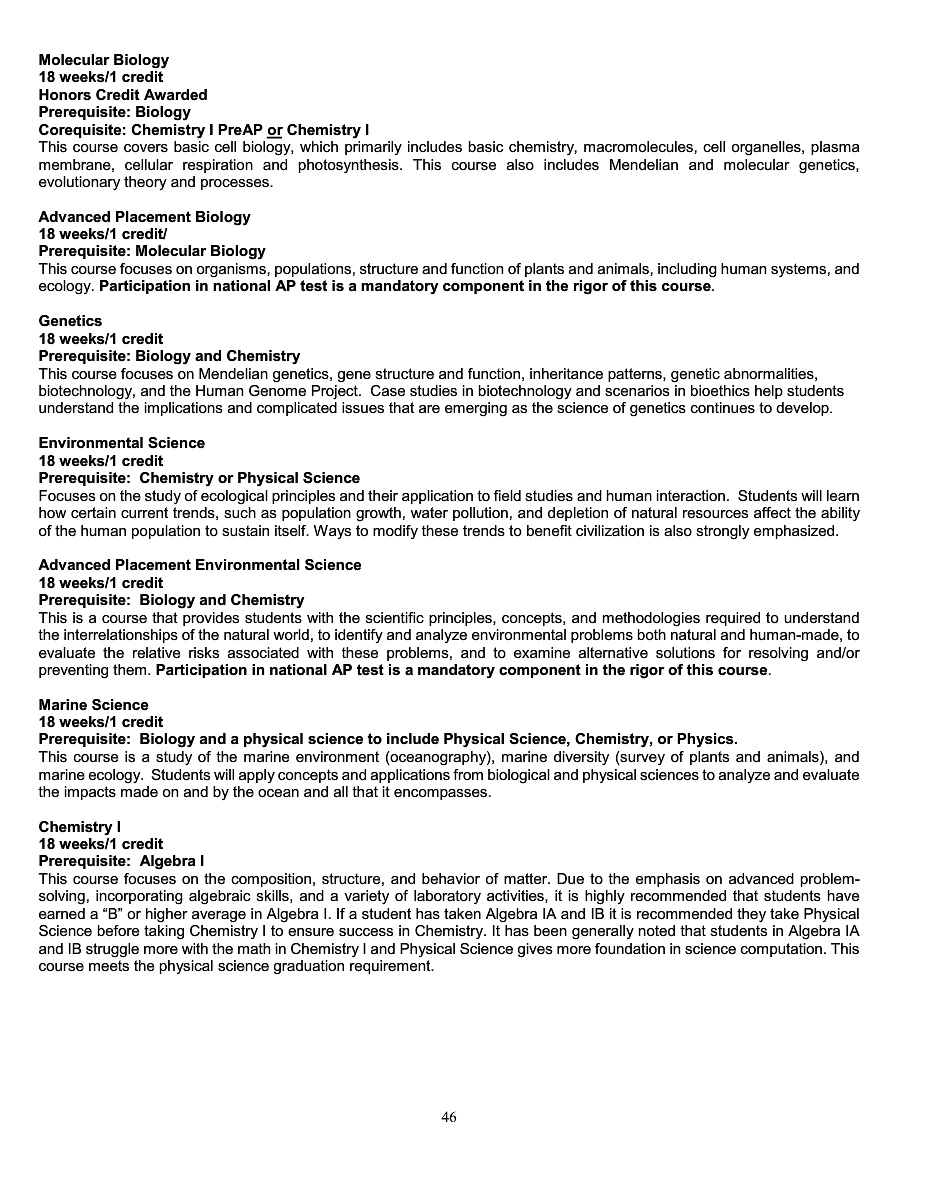 Molecular Biology
18 weeks/1 credit
Honors Credit Awarded
Prerequisite: Biology
Corequisite: Chemistry I PreAP or Chemistry I
This course covers basic cell biology, which primarily includes basic chemistry, macromolecules, cell organelles, plasma
membrane, cellular respiration and photosynthesis. This course also includes Mendelian and molecular genetics,
evolutionary theory and processes.
Advanced Placement Biology
18 weeks/1 credit/
Prerequisite: Molecular Biology
This course focuses on organisms, populations, structure and function of plants and animals, including human systems, and
ecology. Participation in national AP test is a mandatory component in the rigor of this course.
Genetics
18 weeks/1 credit
Prerequisite: Biology and Chemistry
This course focuses on Mendelian genetics, gene structure and function, inheritance patterns, genetic abnormalities,
biotechnology, and the Human Genome Project.  Case studies in biotechnology and scenarios in bioethics help students
understand the implications and complicated issues that are emerging as the science of genetics continues to develop.
Environmental Science
18 weeks/1 credit
Prerequisite:  Chemistry or Physical Science
Focuses on the study of ecological principles and their application to field studies and human interaction.  Students will learn
how certain current trends, such as population growth, water pollution, and depletion of natural resources affect the ability
of the human population to sustain itself. Ways to modify these trends to benefit civilization is also strongly emphasized.
Advanced Placement Environmental Science
18 weeks/1 credit
Prerequisite:  Biology and Chemistry
This is a course that provides students with the scientific principles, concepts, and methodologies required to understand
the interrelationships of the natural world, to identify and analyze environmental problems both natural and human-made, to
evaluate the relative risks associated with these problems, and to examine alternative solutions for resolving and/or
preventing them. Participation in national AP test is a mandatory component in the rigor of this course.
Marine Science
18 weeks/1 credit
Prerequisite:  Biology and a physical science to include Physical Science, Chemistry, or Physics.
This course is a study of the marine environment (oceanography), marine diversity (survey of plants and animals), and
marine ecology.  Students will apply concepts and applications from biological and physical sciences to analyze and evaluate
the impacts made on and by the ocean and all that it encompasses.
Chemistry I
18 weeks/1 credit
Prerequisite:  Algebra I
This course focuses on the composition, structure, and behavior of matter. Due to the emphasis on advanced problem-
solving, incorporating algebraic skills, and a variety of laboratory activities, it is highly recommended that students have
earned a “B” or higher average in Algebra I. If a student has taken Algebra IA and IB it is recommended they take Physical
Science before taking Chemistry I to ensure success in Chemistry. It has been generally noted that students in Algebra IA
and IB struggle more with the math in Chemistry I and Physical Science gives more foundation in science computation. This
course meets the physical science graduation requirement.
46